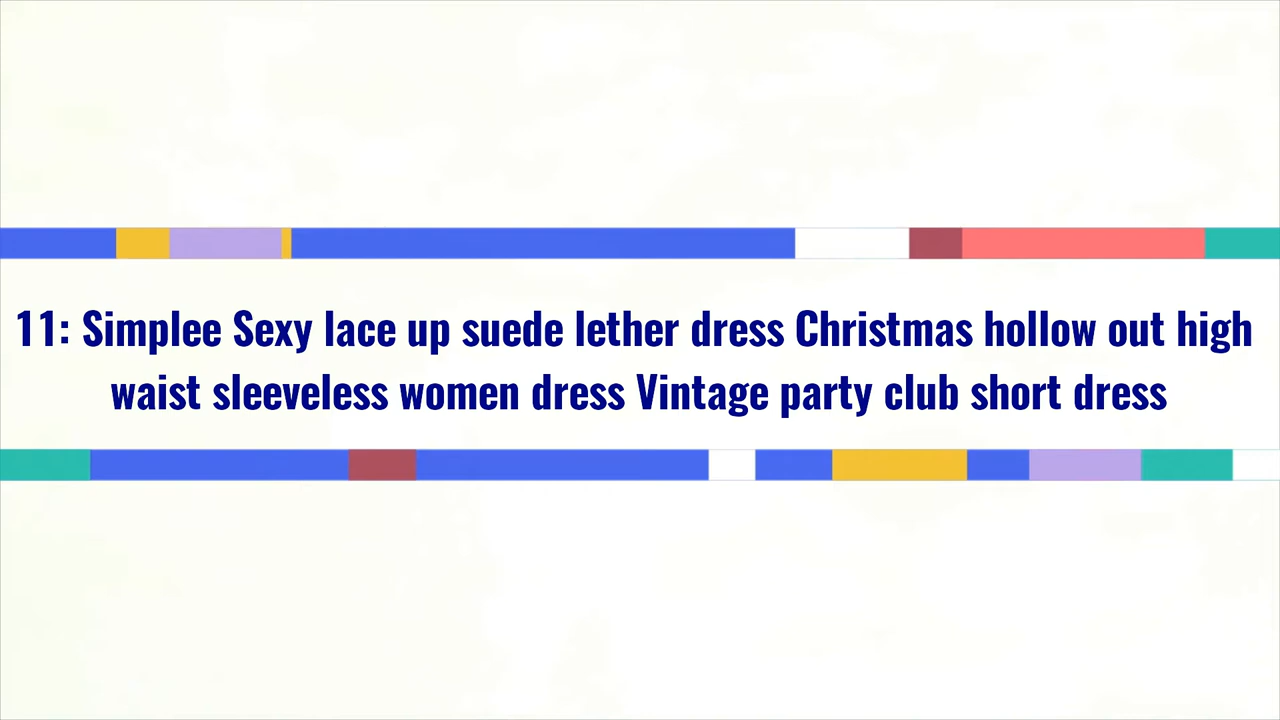 11: Simplee Sexy lace up suede lether dress Christmas hollow out high
waist sleeveless women dress Vintage party club short dress